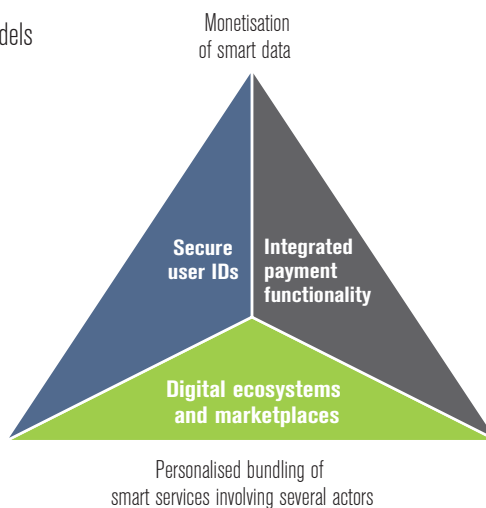 Monetisation
of smart data
Secure
user IDs
Integrated
payment
functionality
Digital ecosystems
and marketplaces
Personalised bundling of
smart services involving several actors